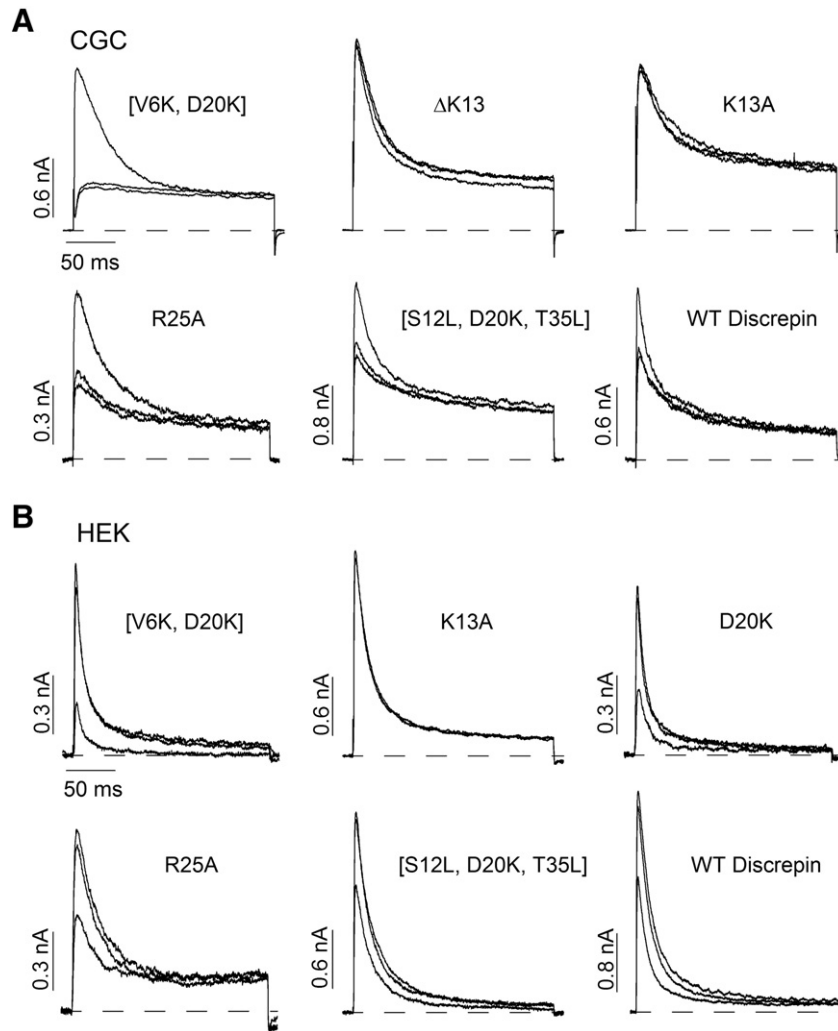 A
CGC
[V6K, D20K]
ΔK13
K13A
0.6 nA
50 ms
R25A
[S12L, D20K, T35L]
WT Discrepin
0.3 nA
0.8 nA
0.6 nA
B
HEK
[V6K, D20K]
K13A
D20K
0.3 nA
0.6 nA
0.3 nA
50 ms
R25A
[S12L, D20K, T35L]
WT Discrepin
0.3 nA
0.6 nA
0.8 nA